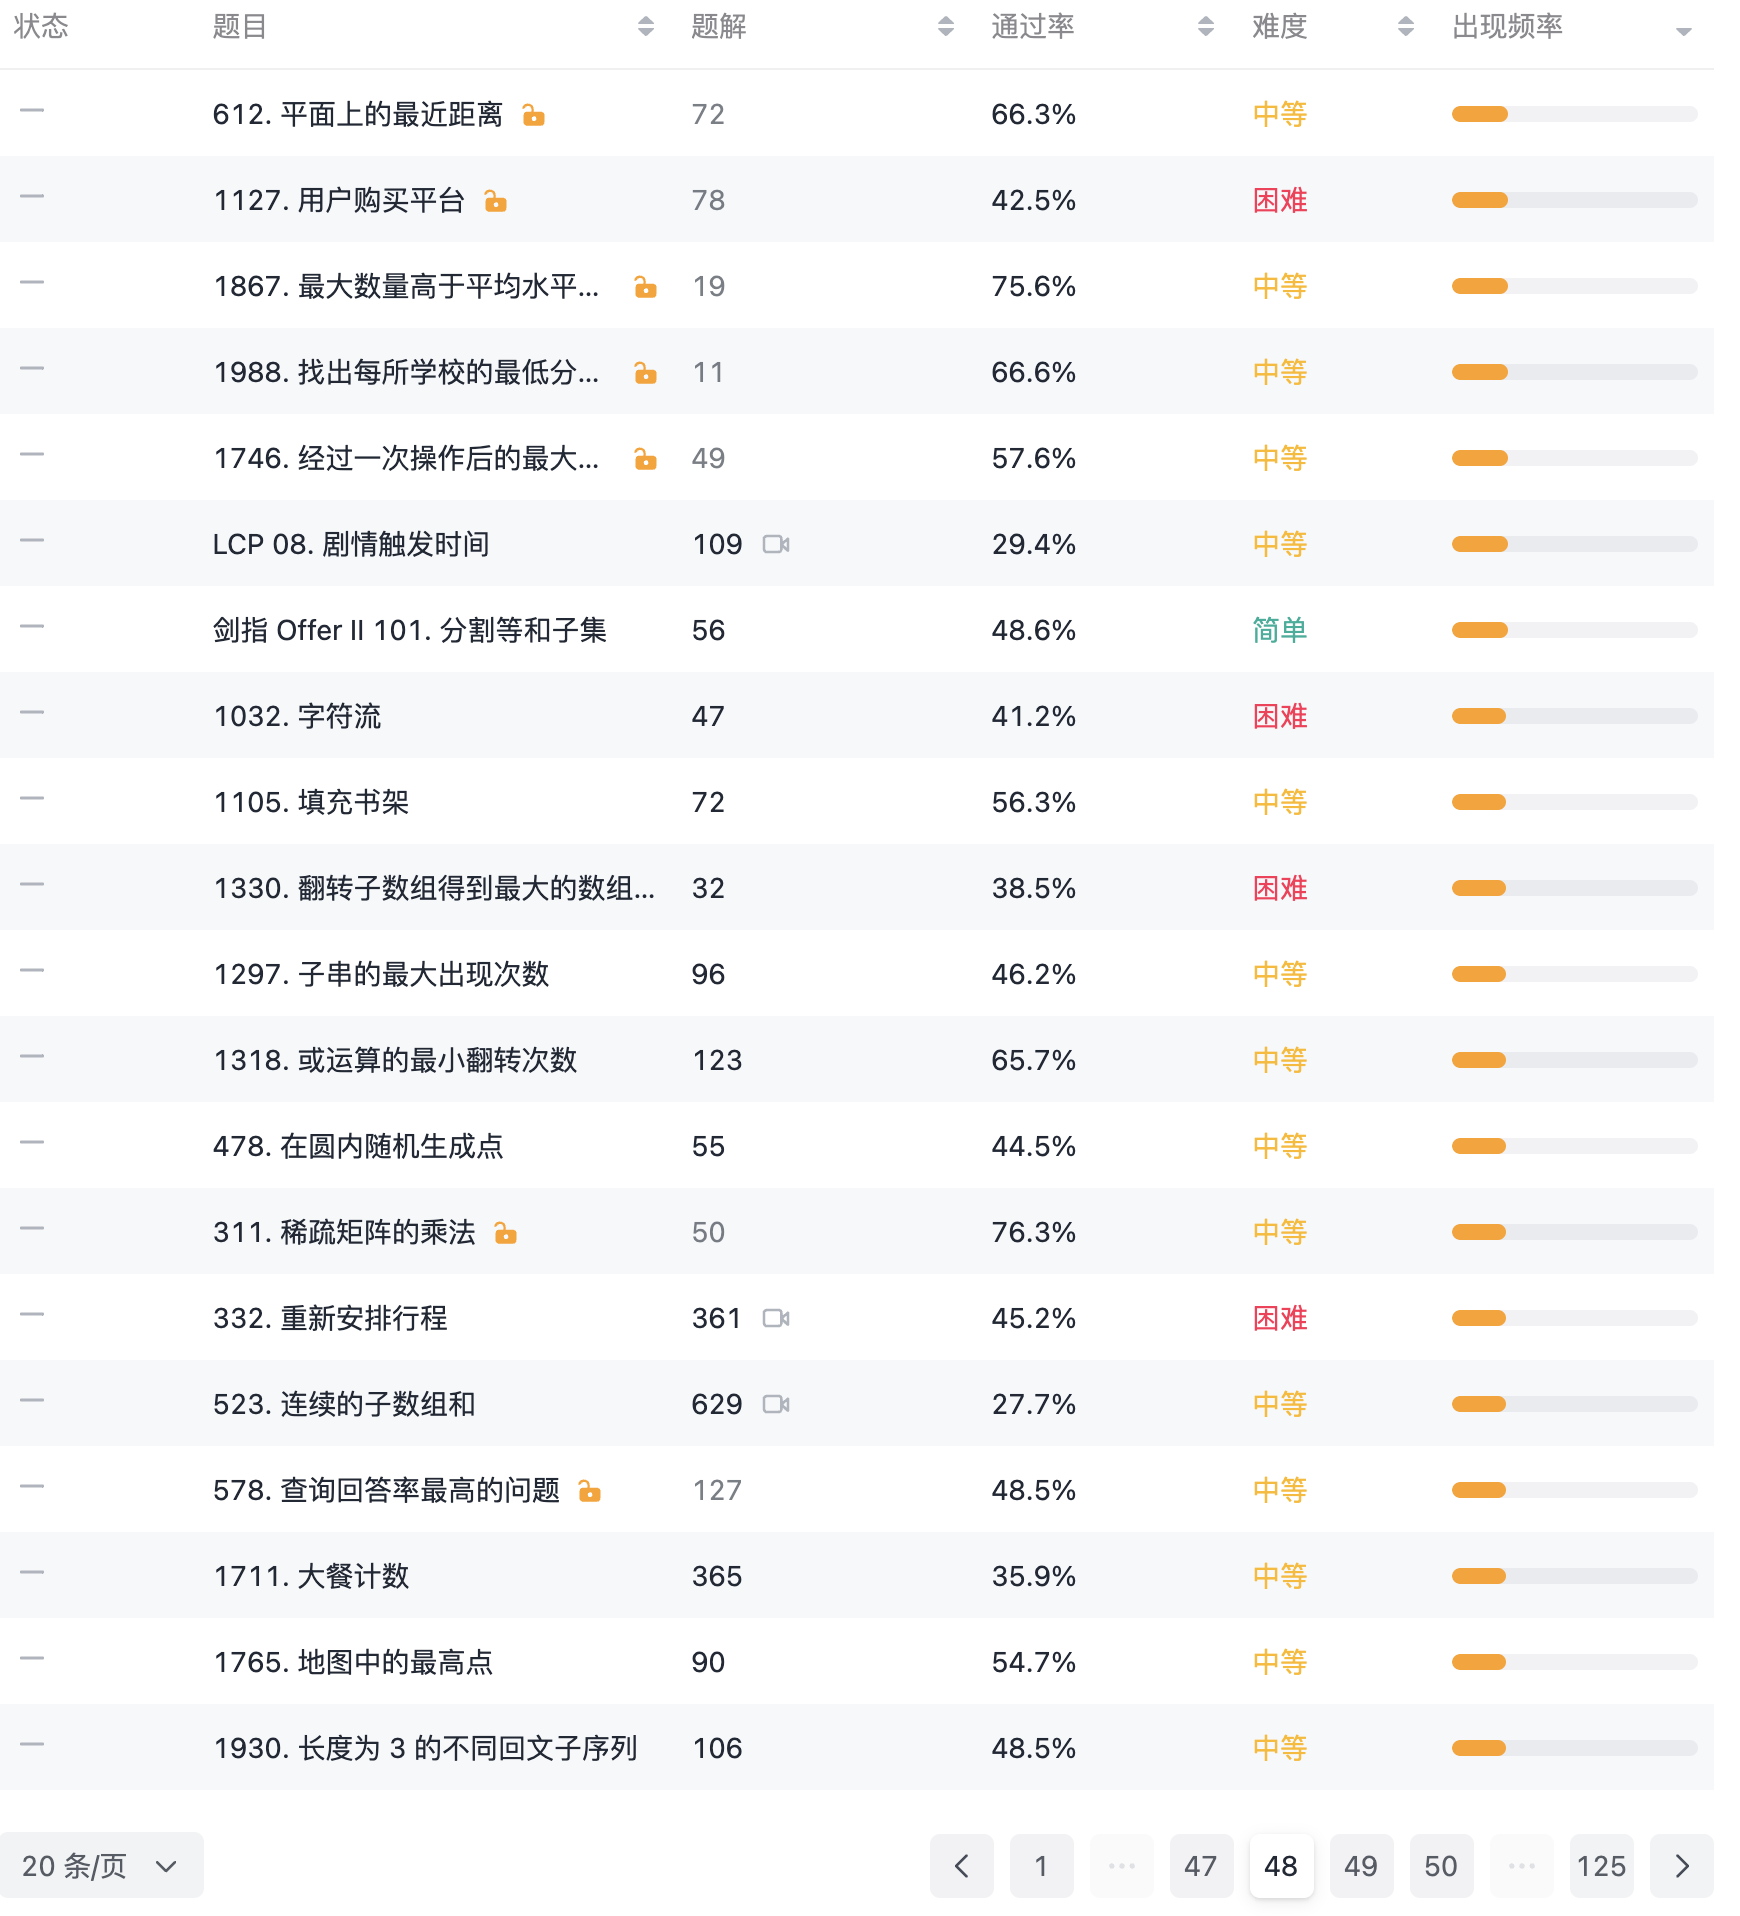 状态 题目 题解 通过率 难度 出现频率
612. 平面上的最近距离 72 66.3% 中等
1127. 用户购买平台 78 42.5% 困难
1867. 最大数量高于平均水平... 19 75.6% 中等
1988. 找出每所学校的最低分... 11 66.6% 中等
1746. 经过一次操作后的最大... 49 57.6% 中等
LCP 08. 剧情触发时间 109 29.4% 中等
剑指 Offer II 101. 分割等和子集 56 48.6% 简单
1032. 字符流 47 41.2% 困难
1105. 填充书架 72 56.3% 中等
1330. 翻转子数组得到最大的数组... 32 38.5% 困难
1297. 子串的最大出现次数 96 46.2% 中等
1318. 或运算的最小翻转次数 123 65.7% 中等
478. 在圆内随机生成点 55 44.5% 中等
311. 稀疏矩阵的乘法 50 76.3% 中等
332. 重新安排行程 361 45.2% 困难
523. 连续的子数组和 629 27.7% 中等
578. 查询回答率最高的问题 127 48.5% 中等
1711. 大餐计数 365 35.9% 中等
1765. 地图中的最高点 90 54.7% 中等
1930. 长度为 3 的不同回文子序列 106 48.5% 中等
20 条/页 1 ... 47 48 49 50 ... 125